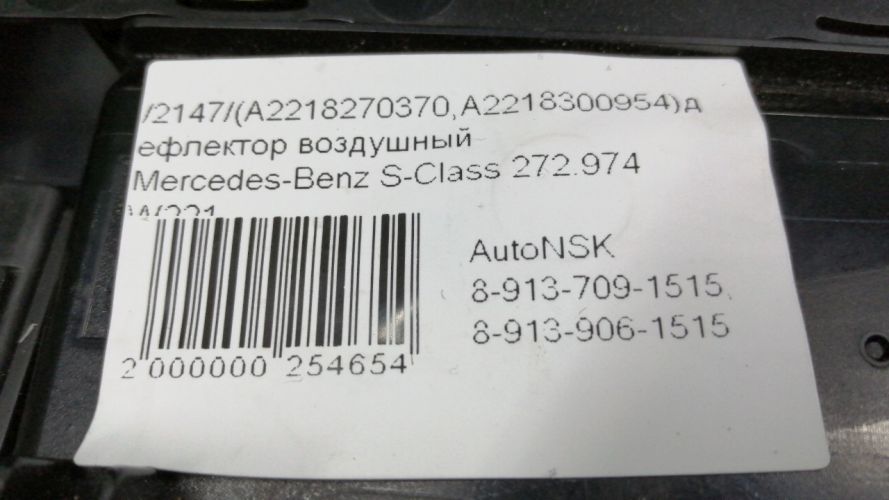 /2147/(A2218270370,A2218300954)д
ефлектор воздушный
Mercedes-Benz S-Class 272.974
W221
AutoNSK
8-913-709-1515,
8-913-906-1515
2 000000 254654